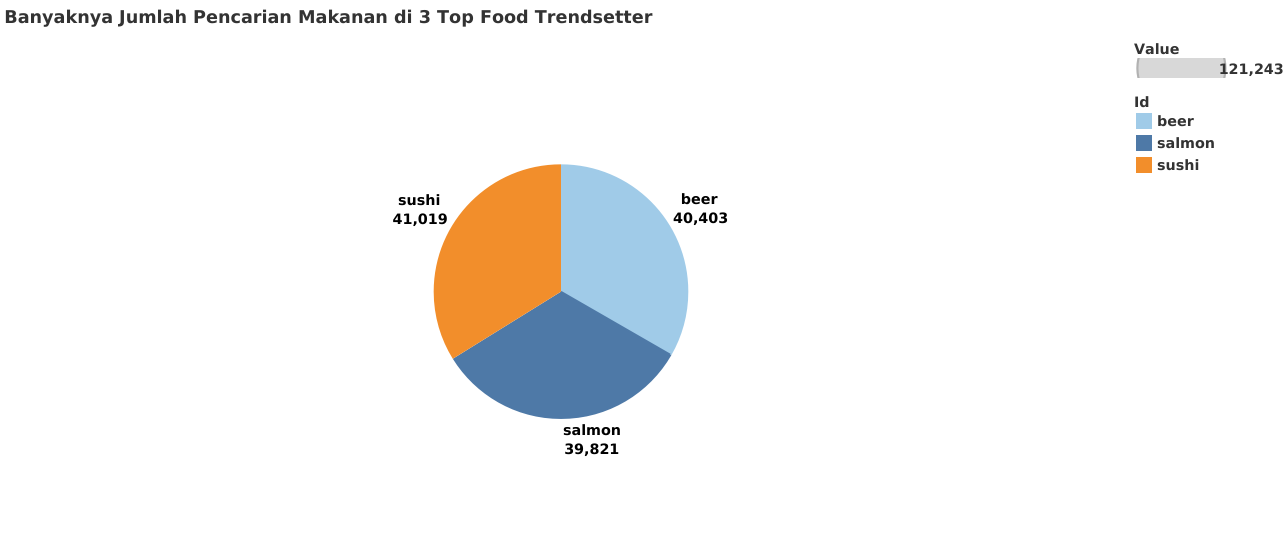 Banyaknya Jumlah Pencarian Makanan di 3 Top Food Trendsetter
Value
121,243
Id
beer
salmon
sushi
sushi
41,019
beer
40,403
salmon
39,821